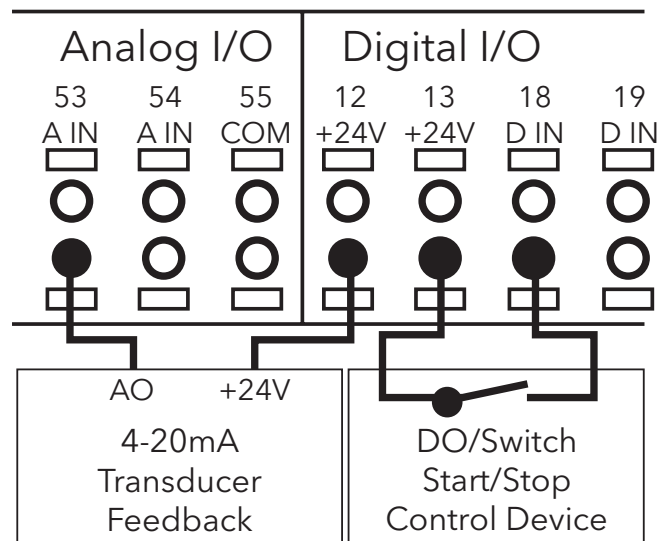 Analog I/O Digital I/O
53 54 55 12 13 18 19
A IN A IN COM +24V +24V D IN D IN
AO +24V
4-20mA
Transducer
Feedback
DO/Switch
Start/Stop
Control Device